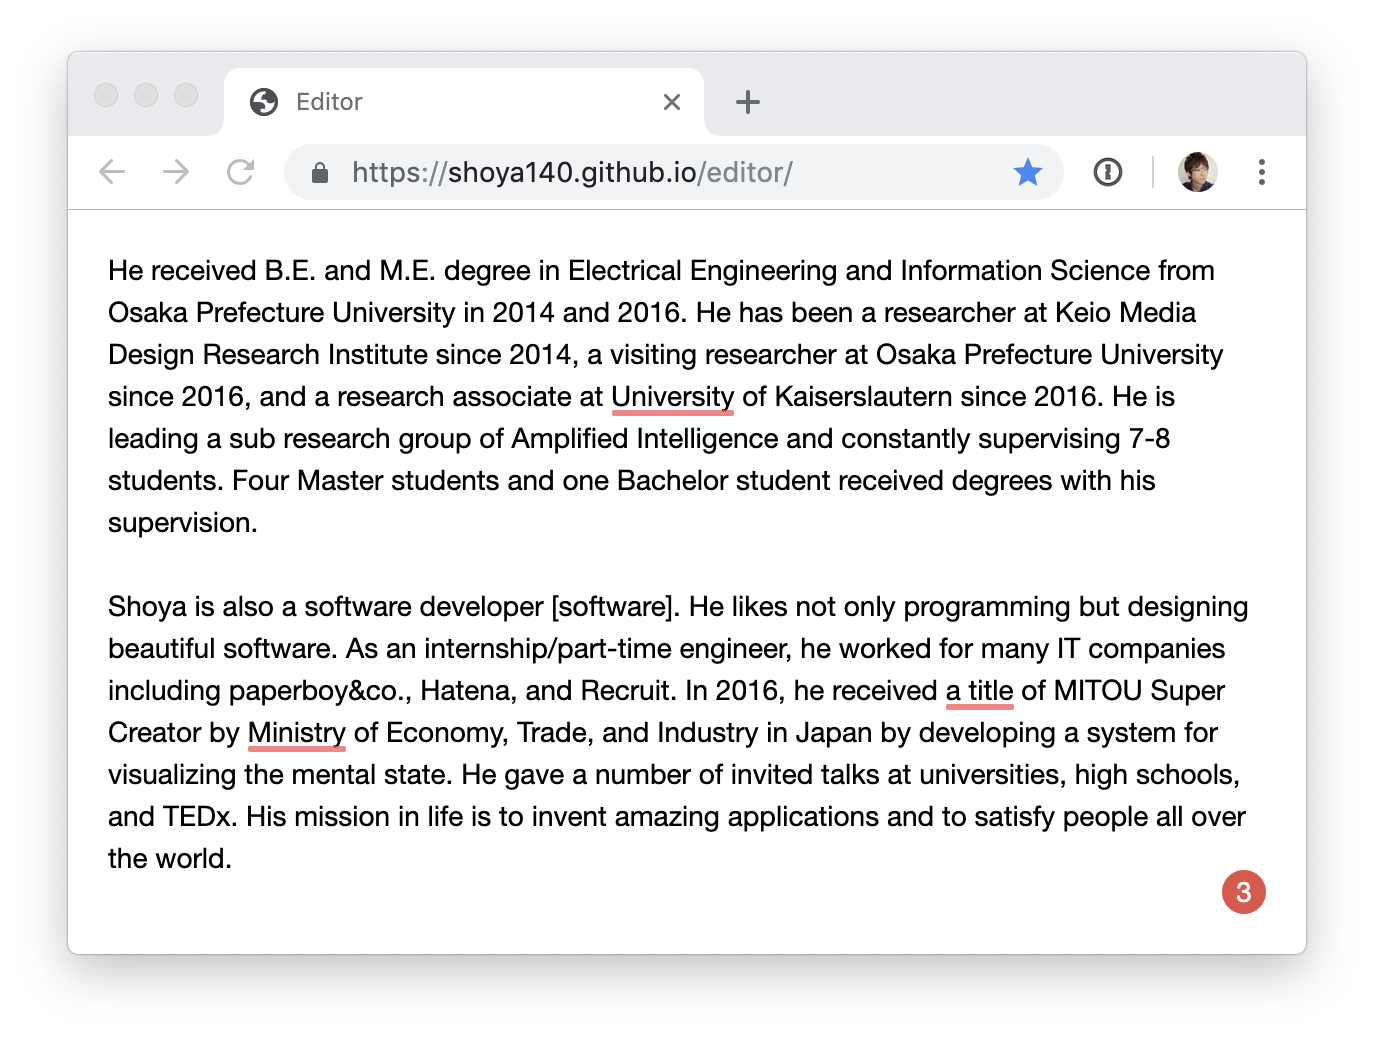 Editor
https://shoya140.github.io/editor/
He received B.E. and M.E. degree in Electrical Engineering and Information Science from
Osaka Prefecture University in 2014 and 2016. He has been a researcher at Keio Media
Design Research Institute since 2014, a visiting researcher at Osaka Prefecture University
since 2016, and a research associate at University of Kaiserslautern since 2016. He is
leading a sub research group of Amplified Intelligence and constantly supervising 7-8
students. Four Master students and one Bachelor student received degrees with his
supervision.
Shoya is also a software developer [software]. He likes not only programming but designing
beautiful software. As an internship/part-time engineer, he worked for many IT companies
including paperboy&co., Hatena, and Recruit. In 2016, he received a title of MITOU Super
Creator by Ministry of Economy, Trade, and Industry in Japan by developing a system for
visualizing the mental state. He gave a number of invited talks at universities, high schools,
and TEDx. His mission in life is to invent amazing applications and to satisfy people all over
the world.
3